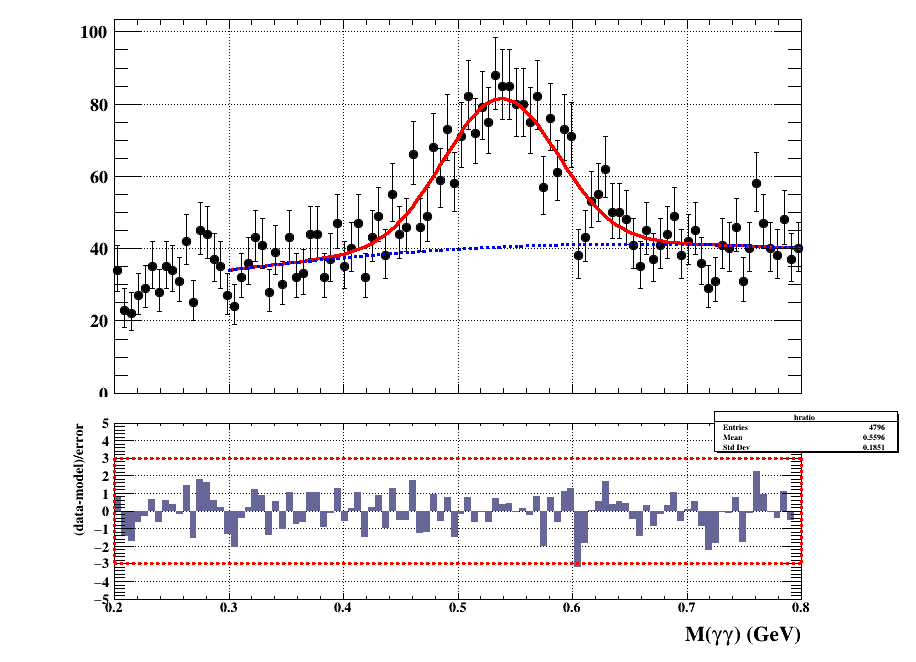 100
80
60
40
20
0
hratio
Entries 4796
Mean 0.5596
Std Dev 0.1851
(data-model)/error
5
4
3
2
1
0
−1
−2
−3
−4
−5
0.2 0.3 0.4 0.5 0.6 0.7 0.8
M(γγ) (GeV)